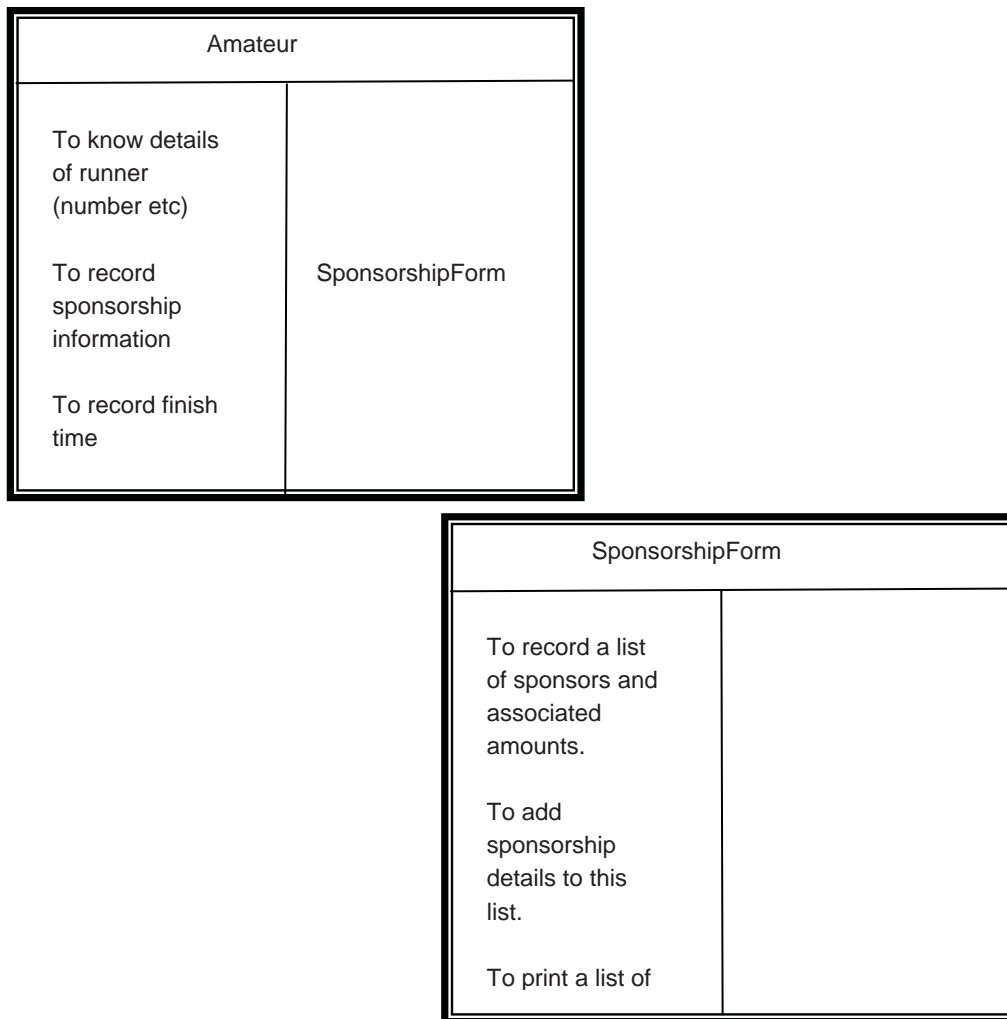 Amateur
To know details
of runner
(number etc)
To record
sponsorship
information
SponsorshipForm
To record finish
time
SponsorshipForm
To record a list
of sponsors and
associated
amounts.
To add
sponsorship
details to this
list.
To print a list of